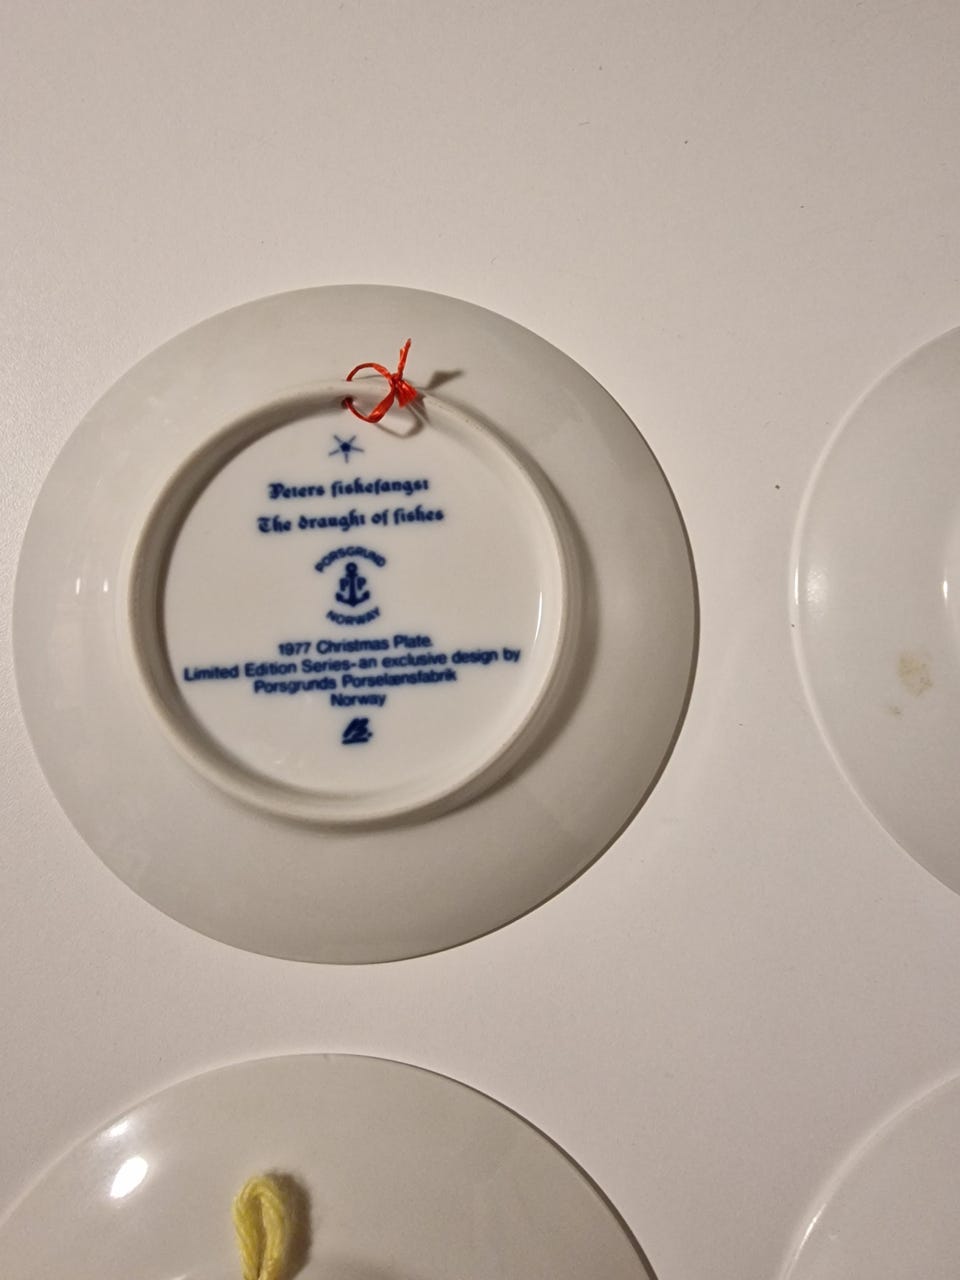 Peters fiskefangst
The draught of fishes
PORSGRUND
P P
NORWAY
1977 Christmas Plate.
Limited Edition Series-an exclusive design by
Porsgrunds Porselænsfabrik
Norway